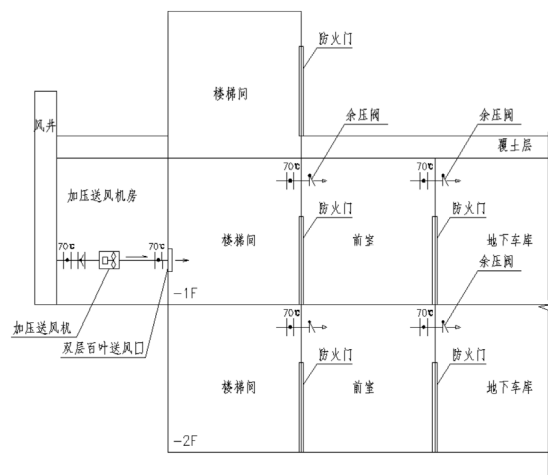 防火门
楼梯间
余压阀
余压阀
风井
覆土层
70℃
70℃
加压送风机房
防火门
防火门
70℃
70℃
楼梯间
前室
地下车库
余压阀
-1F
加压送风机
70℃
70℃
双层百叶送风口
防火门
防火门
楼梯间
前室
地下车库
-2F